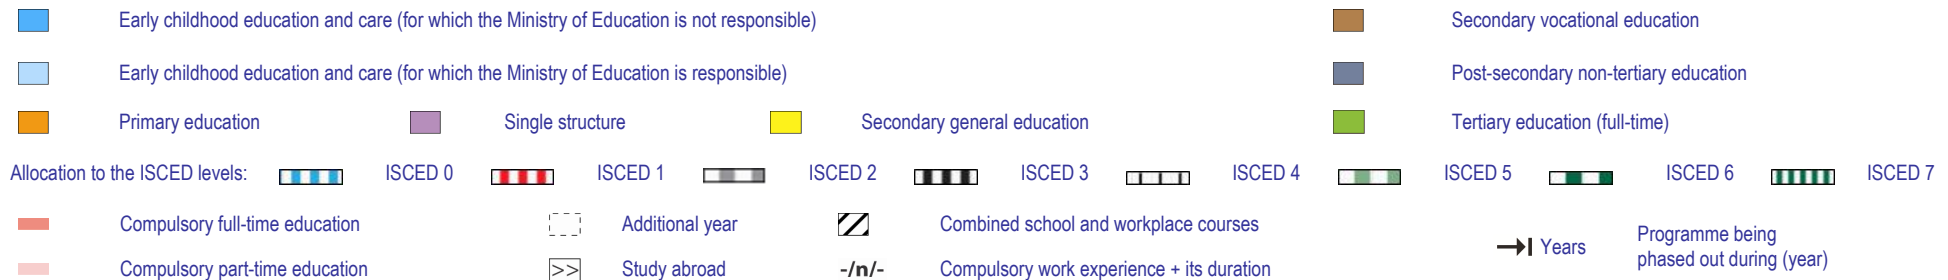 Early childhood education and care (for which the Ministry of Education is not responsible)
Secondary vocational education
Early childhood education and care (for which the Ministry of Education is responsible)
Post-secondary non-tertiary education
Primary education
Single structure
Secondary general education
Tertiary education (full-time)
Allocation to the ISCED levels:
ISCED 0
ISCED 1
ISCED 2
ISCED 3
ISCED 4
ISCED 5
ISCED 6
ISCED 7
Compulsory full-time education
Additional year
Combined school and workplace courses
Years
Programme being
phased out during (year)
Compulsory part-time education
>>
Study abroad
-/n/-
Compulsory work experience + its duration